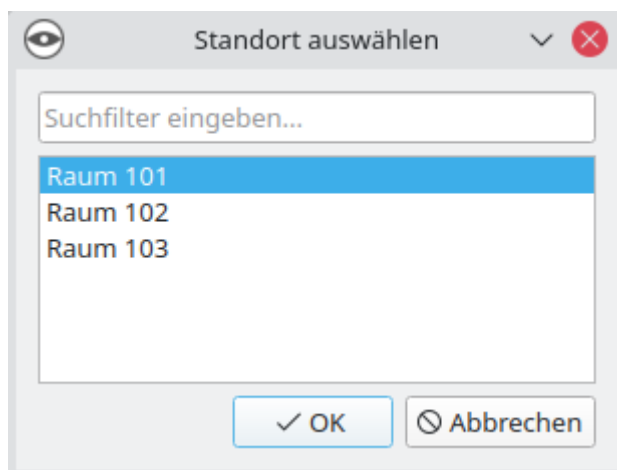 Standort auswählen
Suchfilter eingeben...
Raum 101
Raum 102
Raum 103
OK Abbrechen